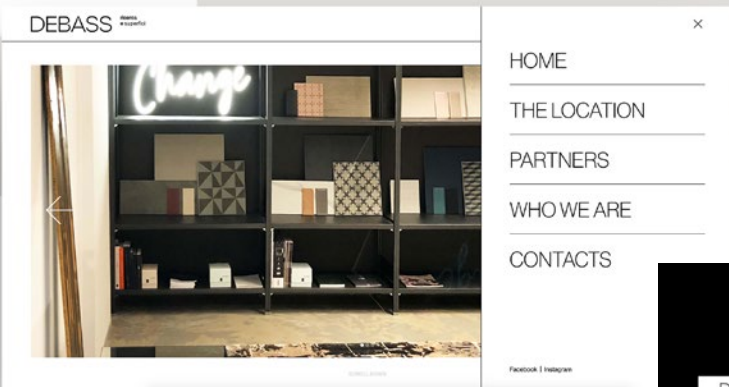 DEBASS
Change
HOME
THE LOCATION
PARTNERS
WHO WE ARE
CONTACTS
Facebook | Instagram